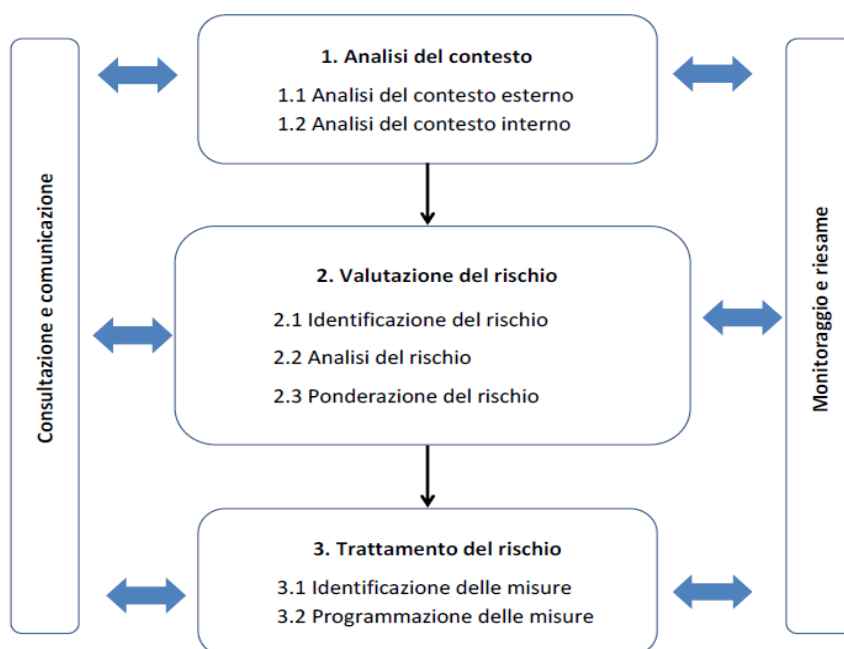 Consultazione e comunicazione
1. Analisi del contesto
1.1 Analisi del contesto esterno
1.2 Analisi del contesto interno
2. Valutazione del rischio
2.1 Identificazione del rischio
2.2 Analisi del rischio
2.3 Ponderazione del rischio
3. Trattamento del rischio
3.1 Identificazione delle misure
3.2 Programmazione delle misure
Monitoraggio e riesame